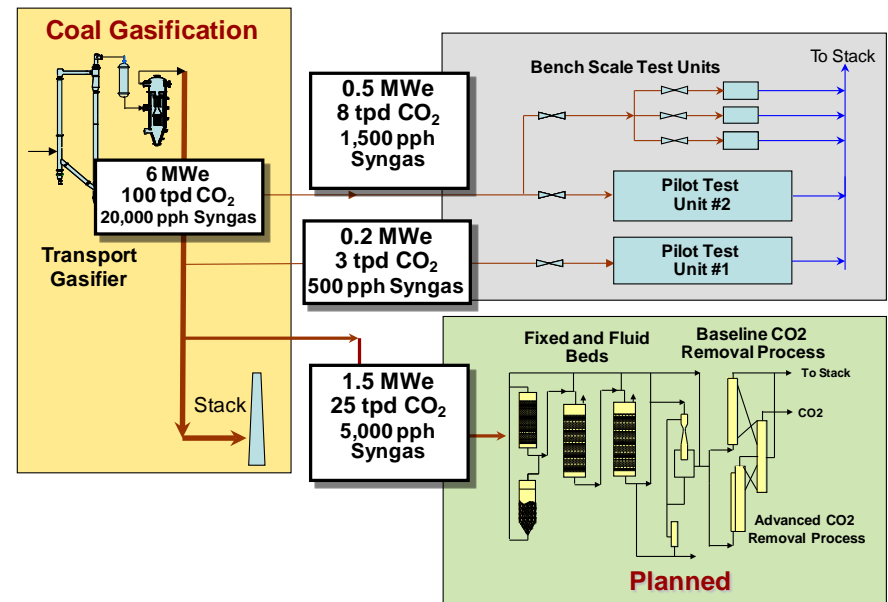 Coal Gasification
6 MWe
100 tpd CO₂
20,000 pph Syngas
Transport
Gasifier
Stack
0.5 MWe
8 tpd CO₂
1,500 pph
Syngas
0.2 MWe
3 tpd CO₂
500 pph Syngas
1.5 MWe
25 tpd CO₂
5,000 pph
Syngas
To Stack
Bench Scale Test Units
Pilot Test
Unit #2
Pilot Test
Unit #1
Fixed and Fluid
Beds
Baseline CO2
Removal Process
To Stack
CO2
Advanced CO2
Removal Process
Planned